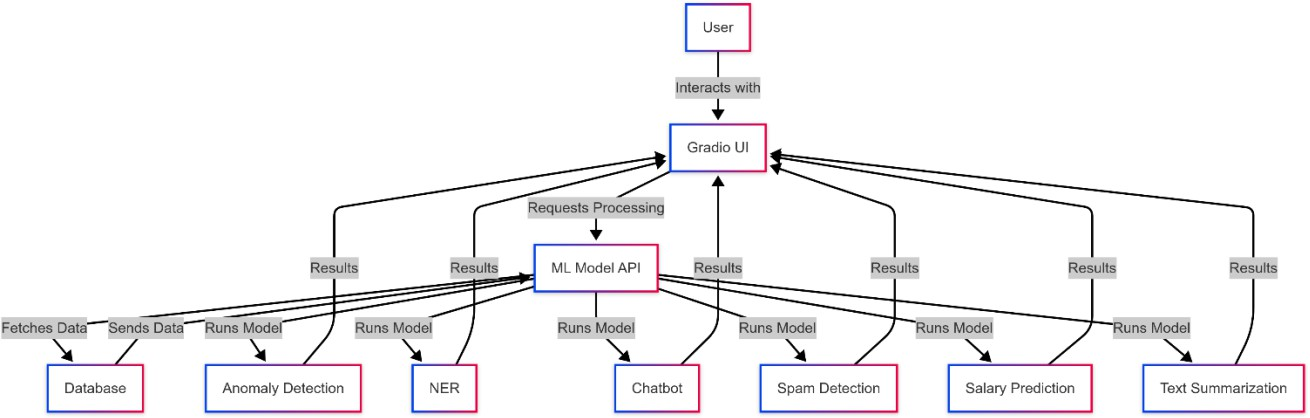 User
Interacts with
Gradio UI
Requests Processing
Results
Results
ML Model API
Results
Results
Results
Results
Fetches Data
Sends Data
Runs Model
Runs Model
Runs Model
Runs Model
Runs Model
Runs Model
Database
Anomaly Detection
NER
Chatbot
Spam Detection
Salary Prediction
Text Summarization